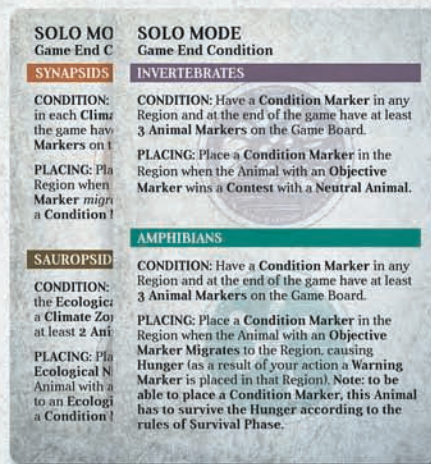 SOLO MO
Game End C
SYNAPSIDS
CONDITION:
in each Clima
the game have
Markers on t
PLACING: Pla
Region when
Marker migra
a Condition M
SAUROPSID
CONDITION:
the Ecologica
a Climate Zon
at least 2 Ani
PLACING: Pla
Ecological N
Animal with a
to an Ecologi
a Condition M
SOLO MODE
Game End Condition
INVERTEBRATES
CONDITION: Have a Condition Marker in any
Region and at the end of the game have at least
3 Animal Markers on the Game Board.
PLACING: Place a Condition Marker in the
Region when the Animal with an Objective
Marker wins a Contest with a Neutral Animal.
AMPHIBIANS
CONDITION: Have a Condition Marker in any
Region and at the end of the game have at least
3 Animal Markers on the Game Board.
PLACING: Place a Condition Marker in the
Region when the Animal with an Objective
Marker Migrates to the Region, causing
Hunger (as a result of your action a Warning
Marker is placed in that Region). Note: to be
able to place a Condition Marker, this Animal
has to survive the Hunger according to the
rules of Survival Phase.